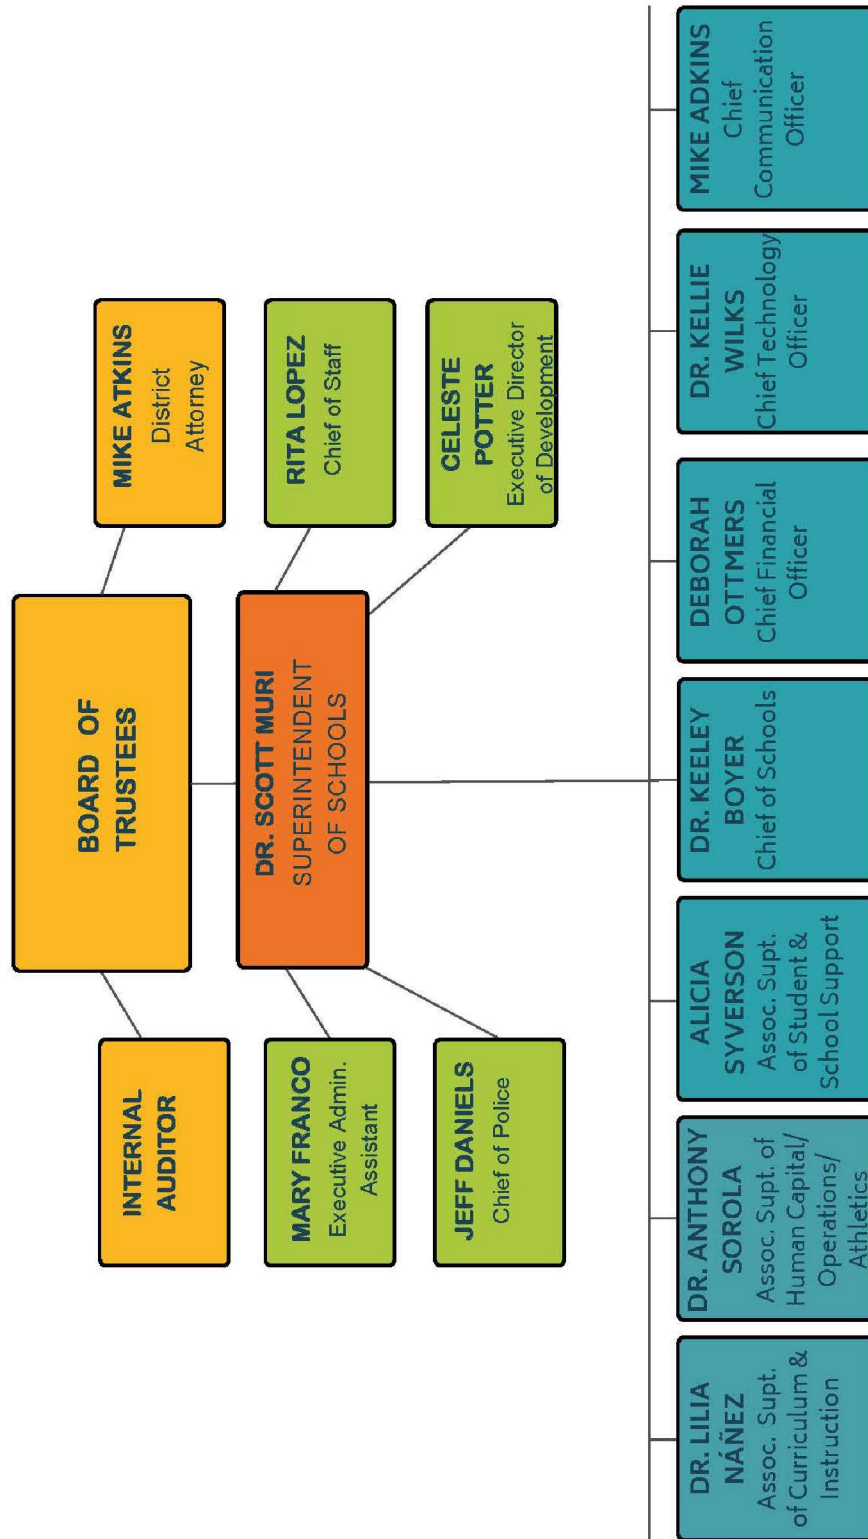 BOARD OF
TRUSTEES
INTERNAL
AUDITOR
MIKE ATKINS
District
Attorney
DR. SCOTT MURI
SUPERINTENDENT
OF SCHOOLS
MARY FRANCO
Executive Admin.
Assistant
RITA LOPEZ
Chief of Staff
JEFF DANIELS
Chief of Police
CELESTE
POTTER
Executive Director
of Development
DR. LILIA
NÁÑEZ
Assoc. Supt.
of Curriculum &
Instruction
DR. ANTHONY
SOROLA
Assoc. Supt. of
Human Capital/
Operations/
Athletics
ALICIA
SYVERSON
Assoc. Supt.
of Student &
School Support
DR. KEELEY
BOYER
Chief of Schools
DEBORAH
OTTMERS
Chief Financial
Officer
DR. KELLIE
WILKS
Chief Technology
Officer
MIKE ADKINS
Chief
Communication
Officer